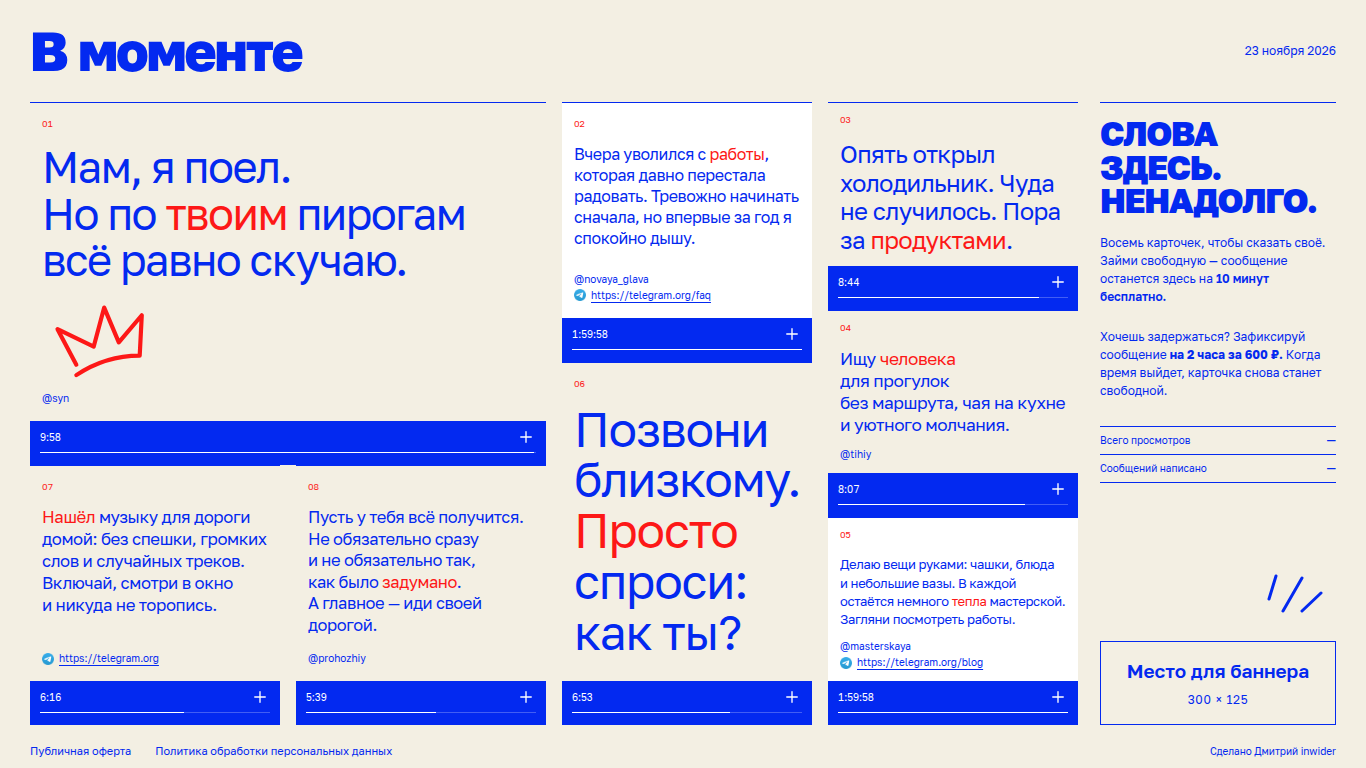 В моменте
23 ноября 2026
01
Мам, я поел.
Но по твоим пирогам
всё равно скучаю.
@syn
9:58
02
Вчера уволился с работы,
которая давно перестала
радовать. Тревожно начинать
сначала, но впервые за год я
спокойно дышу.
@novaya_glava
https://telegram.org/faq
1:59:58
03
Опять открыл
холодильник. Чуда
не случилось. Пора
за продуктами.
8:44
04
Ищу человека
для прогулок
без маршрута, чая на кухне
и уютного молчания.
@tihiy
8:07
05
Делаю вещи руками: чашки, блюда
и небольшие вазы. В каждой
остаётся немного тепла мастерской.
Загляни посмотреть работы.
@masterskaya
https://telegram.org/blog
1:59:58
06
Позвони
близкому.
Просто
спроси:
как ты?
6:53
07
Нашёл музыку для дороги
домой: без спешки, громких
слов и случайных треков.
Включай, смотри в окно
и никуда не торопись.
https://telegram.org
6:16
08
Пусть у тебя всё получится.
Не обязательно сразу
и не обязательно так,
как было задумано.
А главное — иди своей
дорогой.
@prohozhiy
5:39
СЛОВА
ЗДЕСЬ.
НЕНАДОЛГО.
Восемь карточек, чтобы сказать своё.
Займи свободную — сообщение
останется здесь на 10 минут
бесплатно.
Хочешь задержаться? Зафиксируй
сообщение на 2 часа за 600 ₽. Когда
время выйдет, карточка снова станет
свободной.
Всего просмотров —
Сообщений написано —
Место для баннера
300 × 125
Публичная оферта
Политика обработки персональных данных
Сделано Дмитрий inwider